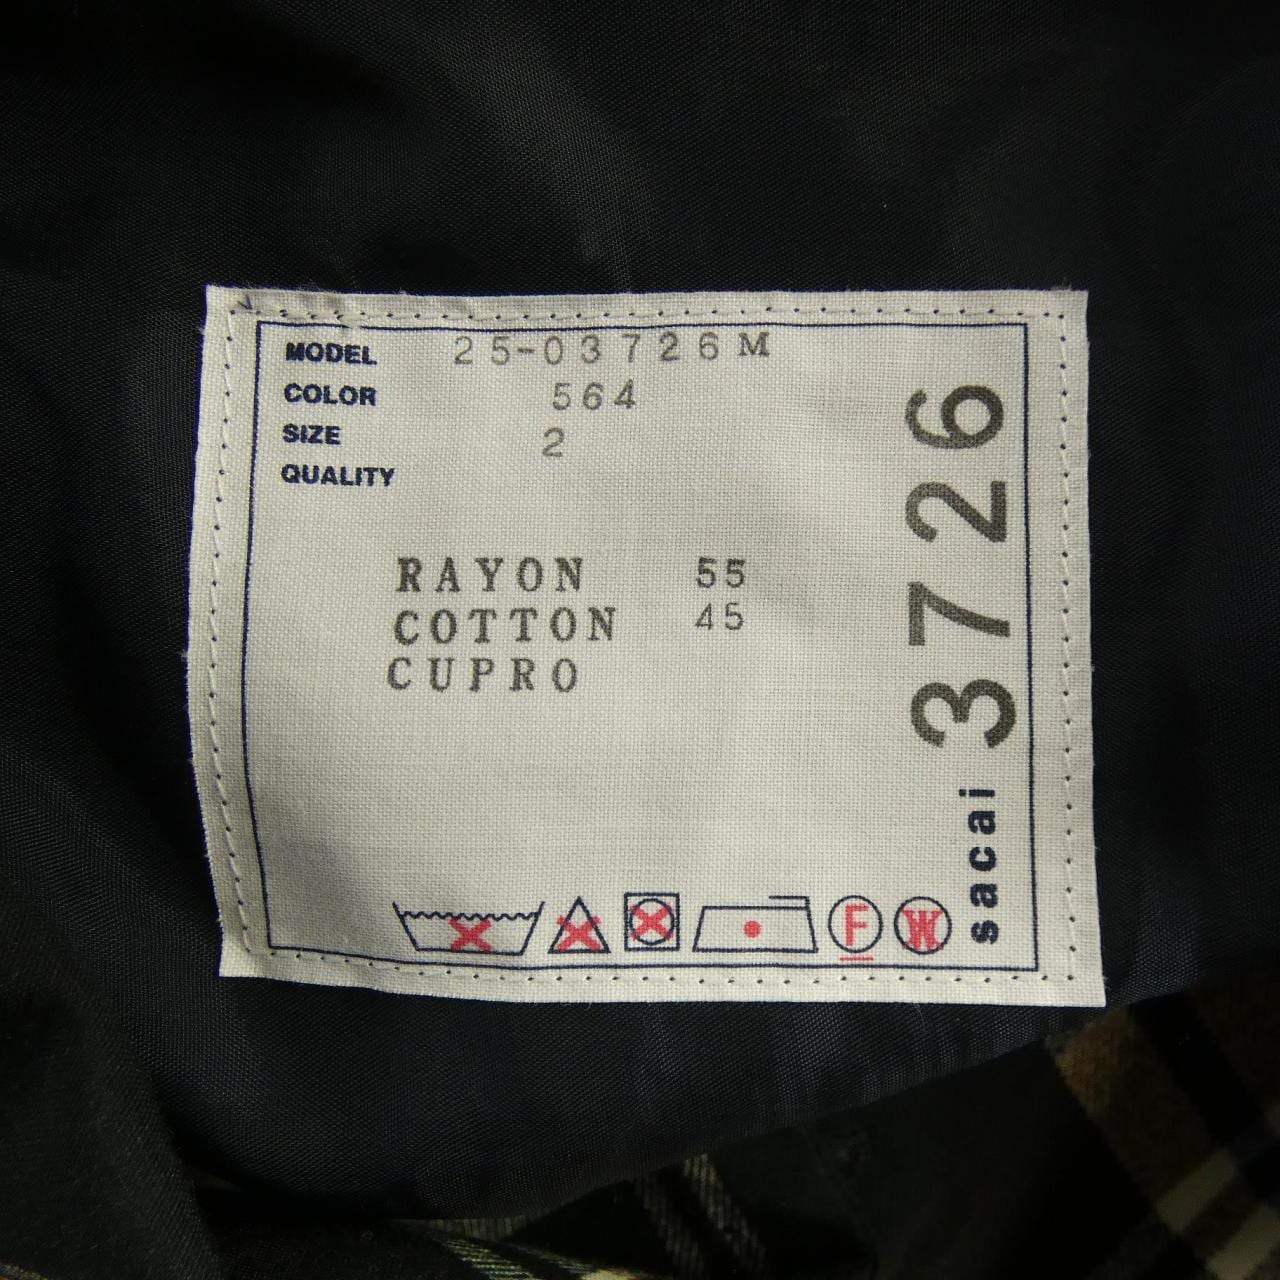 MODEL 25-03726M
COLOR 564
SIZE 2
QUALITY
RAYON 55
COTTON 45
CUPRO
F
W
sacai 3726